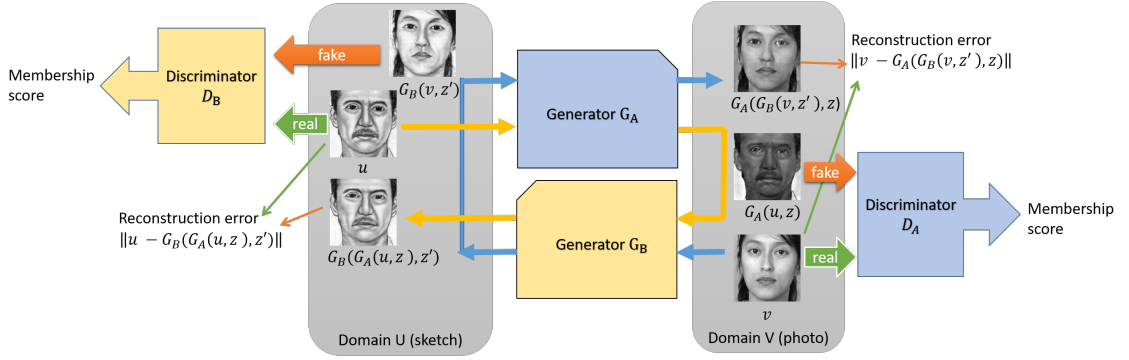 Membership
score
Discriminator
D_B
fake
real
G_B(v, z′)
u
Reconstruction error
‖u − G_B(G_A(u, z), z′)‖
G_B(G_A(u, z), z′)
Domain U (sketch)
Generator G_A
Generator G_B
G_A(G_B(v, z′), z)
G_A(u, z)
v
Domain V (photo)
Reconstruction error
‖v − G_A(G_B(v, z′), z)‖
fake
real
Discriminator
D_A
Membership
score